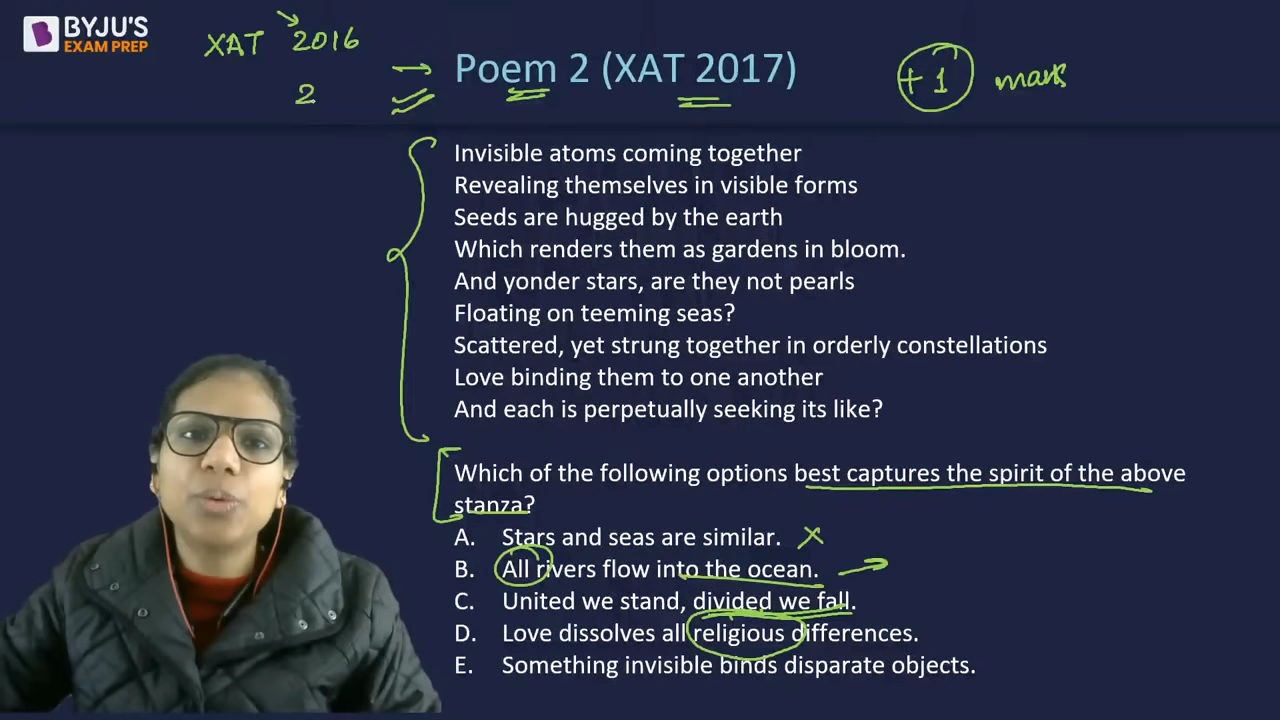 BYJU'S
EXAM PREP
XAT 2016
2
Poem 2 (XAT 2017)
+1 mark
Invisible atoms coming together
Revealing themselves in visible forms
Seeds are hugged by the earth
Which renders them as gardens in bloom.
And yonder stars, are they not pearls
Floating on teeming seas?
Scattered, yet strung together in orderly constellations
Love binding them to one another
And each is perpetually seeking its like?
Which of the following options best captures the spirit of the above
stanza?
A. Stars and seas are similar.
B. All rivers flow into the ocean.
C. United we stand, divided we fall.
D. Love dissolves all religious differences.
E. Something invisible binds disparate objects.